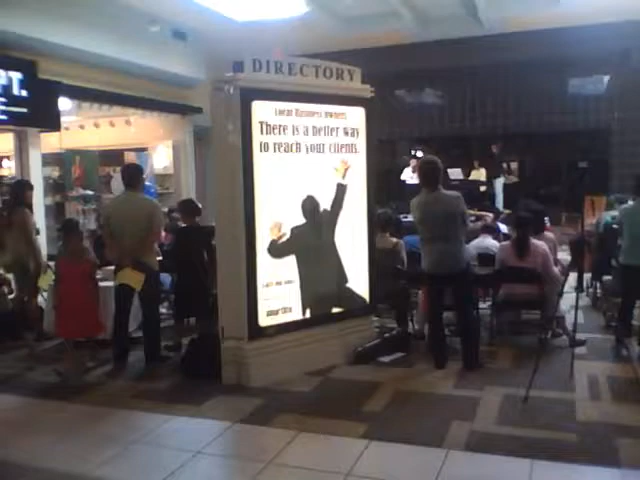 PT.
DIRECTORY
Local Business owners
There is a better way
to reach your clients.